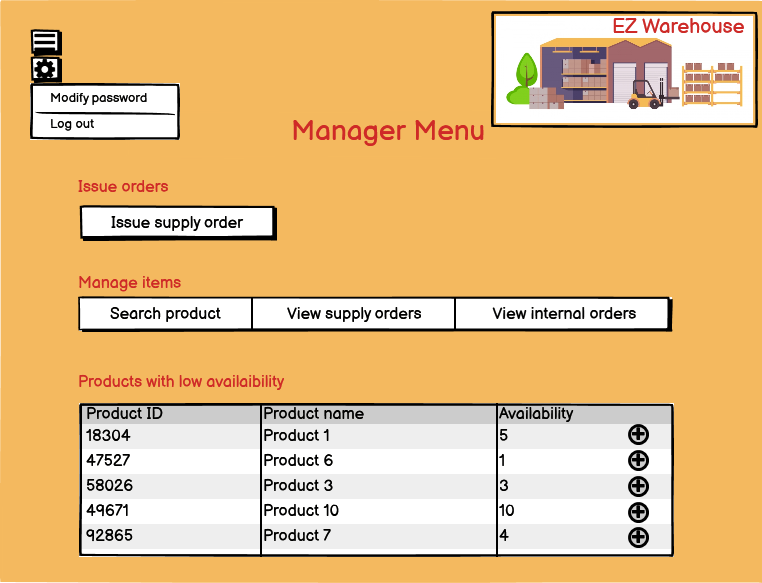 EZ Warehouse
Modify password
Log out
Manager Menu
Issue orders
Issue supply order
Manage items
Search product View supply orders View internal orders
Products with low availaibility
Product ID Product name Availability
18304 Product 1 5
47527 Product 6 1
58026 Product 3 3
49671 Product 10 10
92865 Product 7 4